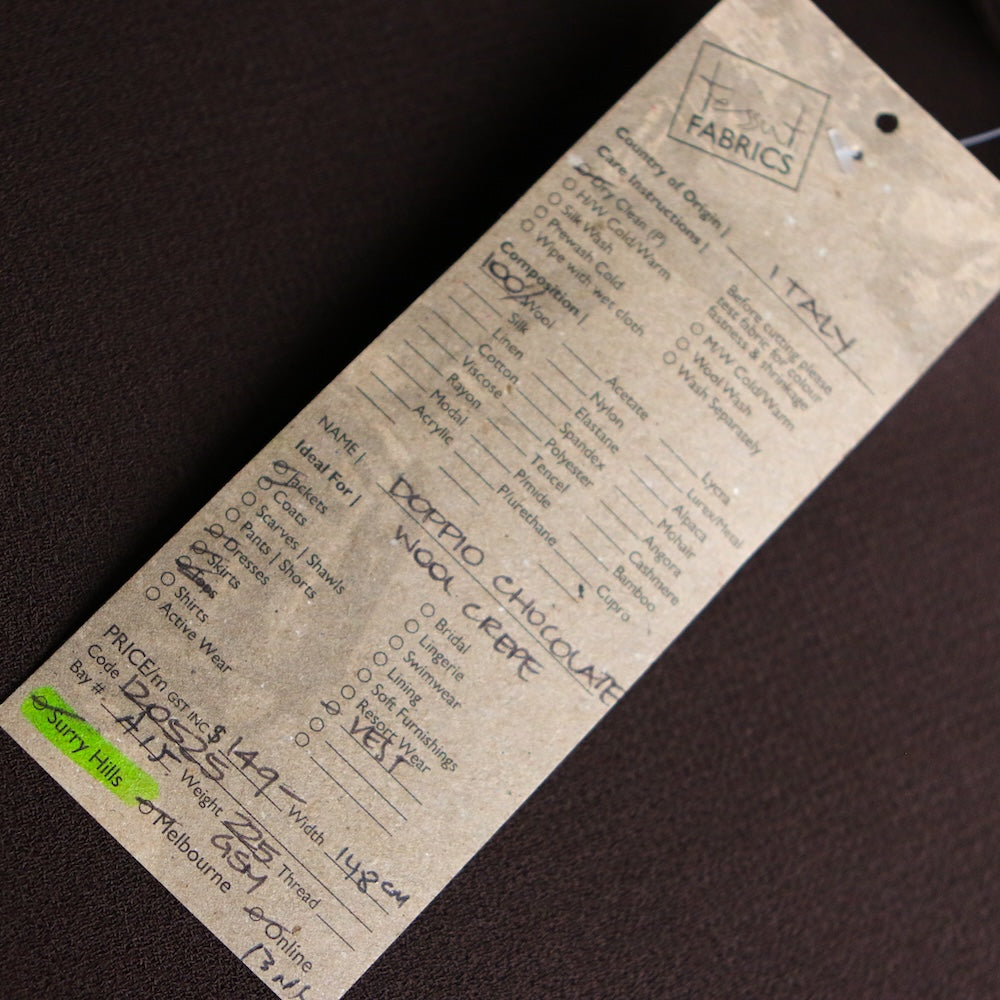 Tessuti
FABRICS
Country of Origin | ITALY
Care Instructions |
Dry Clean (P)
H/W Cold/Warm
Silk Wash
Prewash Cold
Wipe with wet cloth
Before cutting please
test fabric for colour
fastness & shrinkage
M/W Cold/Warm
Wool Wash
Wash Separately
Composition |
100% Wool
Silk
Linen
Cotton
Viscose
Rayon
Modal
Acrylic
Acetate
Nylon
Elastane
Spandex
Polyester
Tencel
P/mide
P/urethane
Lycra
Lurex/Metal
Alpaca
Mohair
Angora
Cashmere
Bamboo
Cupro
NAME | DOPPIO CHOCOLATE
WOOL CREPE
Ideal For |
Jackets
Coats
Scarves | Shawls
Pants | Shorts
Dresses
Skirts
Tops
Shirts
Active Wear
Bridal
Lingerie
Swimwear
Lining
Soft Furnishings
Resort Wear
VEST
PRICE/m GST INC $ 149- Width 148 CM
Code Weight 225 GSM Thread
Bay #
Surry Hills
Melbourne
Online